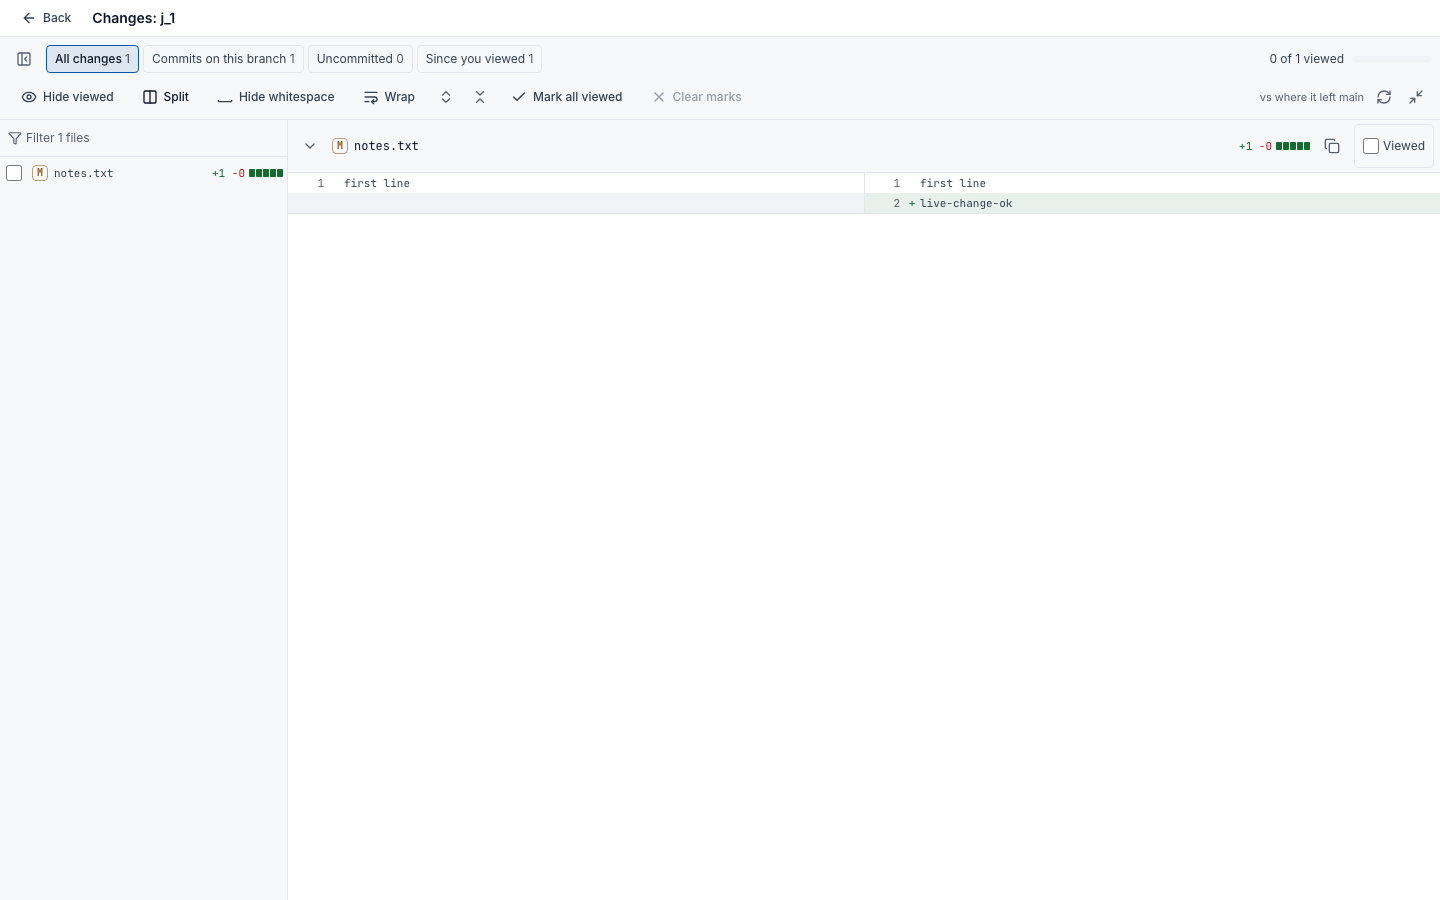 Back Changes: j_1
All changes 1 Commits on this branch 1 Uncommitted 0 Since you viewed 1 0 of 1 viewed
Hide viewed Split Hide whitespace Wrap Mark all viewed Clear marks vs where it left main
Filter 1 files
M notes.txt +1 -0 Viewed
M notes.txt +1 -0
1 first line 1 first line
2 + live-change-ok